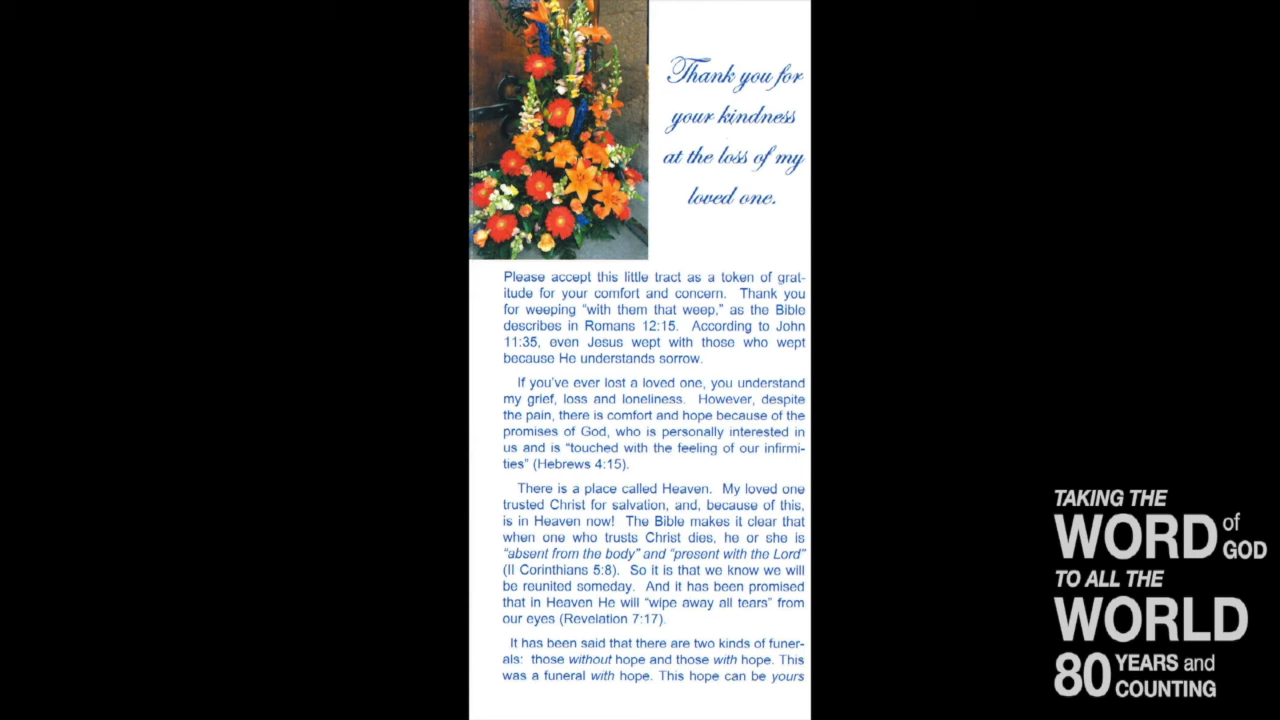 Thank you for
your kindness
at the loss of my
loved one.
Please accept this little tract as a token of grat-
itude for your comfort and concern. Thank you
for weeping “with them that weep,” as the Bible
describes in Romans 12:15. According to John
11:35, even Jesus wept with those who wept
because He understands sorrow.
If you’ve ever lost a loved one, you understand
my grief, loss and loneliness. However, despite
the pain, there is comfort and hope because of the
promises of God, who is personally interested in
us and is “touched with the feeling of our infirmi-
ties” (Hebrews 4:15).
There is a place called Heaven. My loved one
trusted Christ for salvation, and, because of this,
is in Heaven now! The Bible makes it clear that
when one who trusts Christ dies, he or she is
“absent from the body” and “present with the Lord”
(II Corinthians 5:8). So it is that we know we will
be reunited someday. And it has been promised
that in Heaven He will “wipe away all tears” from
our eyes (Revelation 7:17).
It has been said that there are two kinds of funer-
als: those without hope and those with hope. This
was a funeral with hope. This hope can be yours
TAKING THE
WORD of GOD
TO ALL THE
WORLD
80 YEARS and
COUNTING